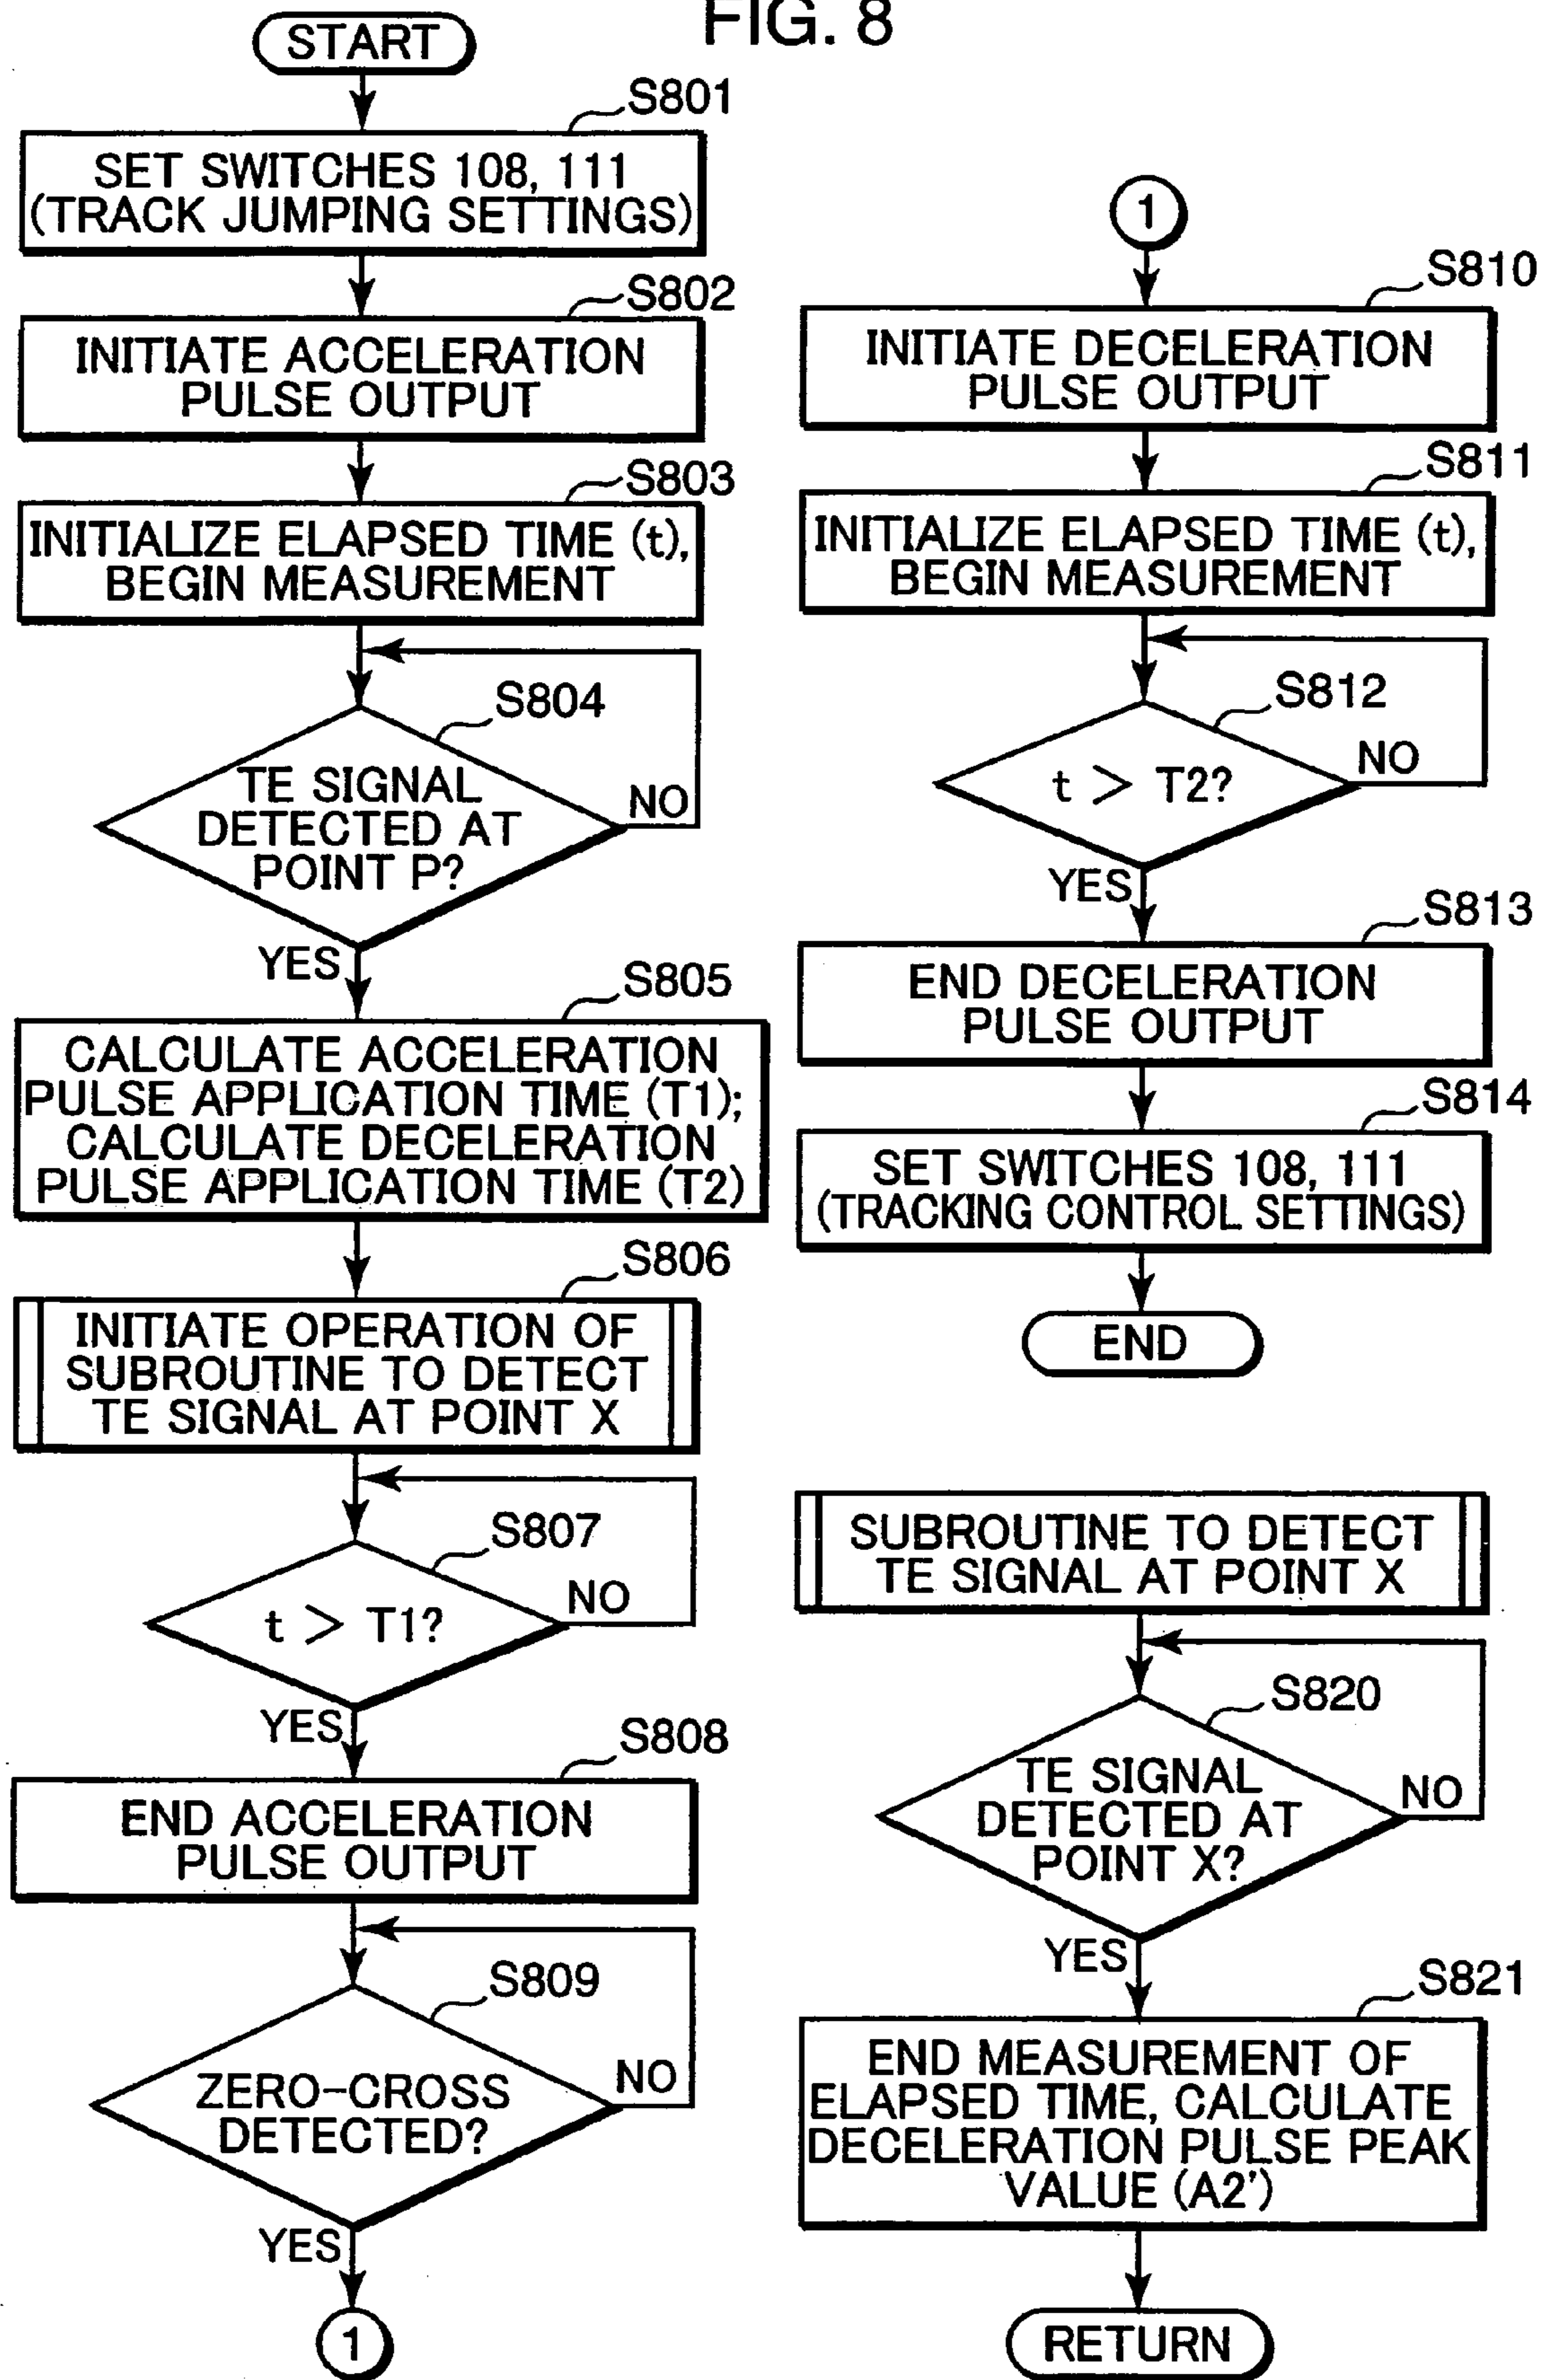 FIG. 8
START
S801
SET SWITCHES 108, 111
(TRACK JUMPING SETTINGS)
S802
INITIATE ACCELERATION
PULSE OUTPUT
S803
INITIALIZE ELAPSED TIME (t),
BEGIN MEASUREMENT
S804
TE SIGNAL
DETECTED AT
POINT P?
NO
YES
S805
CALCULATE ACCELERATION
PULSE APPLICATION TIME (T1);
CALCULATE DECELERATION
PULSE APPLICATION TIME (T2)
S806
INITIATE OPERATION OF
SUBROUTINE TO DETECT
TE SIGNAL AT POINT X
S807
t > T1?
NO
YES
S808
END ACCELERATION
PULSE OUTPUT
S809
ZERO-CROSS
DETECTED?
NO
YES
1
1
S810
INITIATE DECELERATION
PULSE OUTPUT
S811
INITIALIZE ELAPSED TIME (t),
BEGIN MEASUREMENT
S812
t > T2?
NO
YES
S813
END DECELERATION
PULSE OUTPUT
S814
SET SWITCHES 108, 111
(TRACKING CONTROL SETTINGS)
END
SUBROUTINE TO DETECT
TE SIGNAL AT POINT X
S820
TE SIGNAL
DETECTED AT
POINT X?
NO
YES
S821
END MEASUREMENT OF
ELAPSED TIME, CALCULATE
DECELERATION PULSE PEAK
VALUE (A2')
RETURN